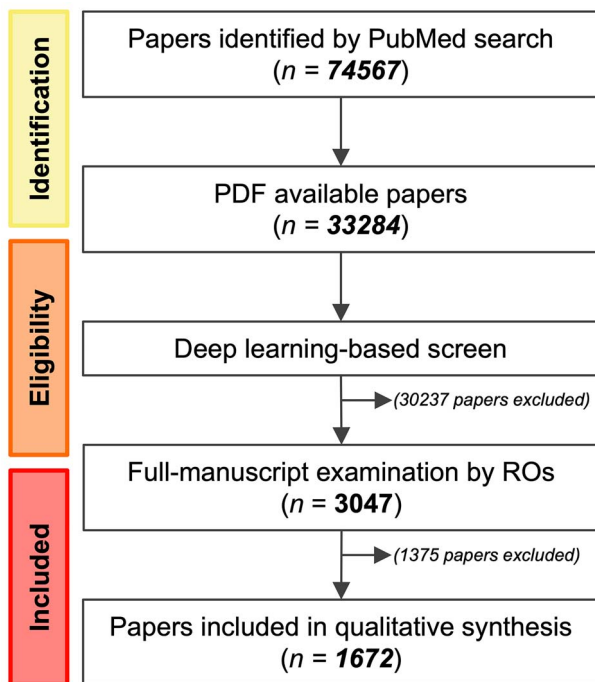 Identification
Papers identified by PubMed search
(n = 74567)
PDF available papers
(n = 33284)
Eligibility
Deep learning-based screen
(30237 papers excluded)
Full-manuscript examination by ROs
(n = 3047)
Included
(1375 papers excluded)
Papers included in qualitative synthesis
(n = 1672)